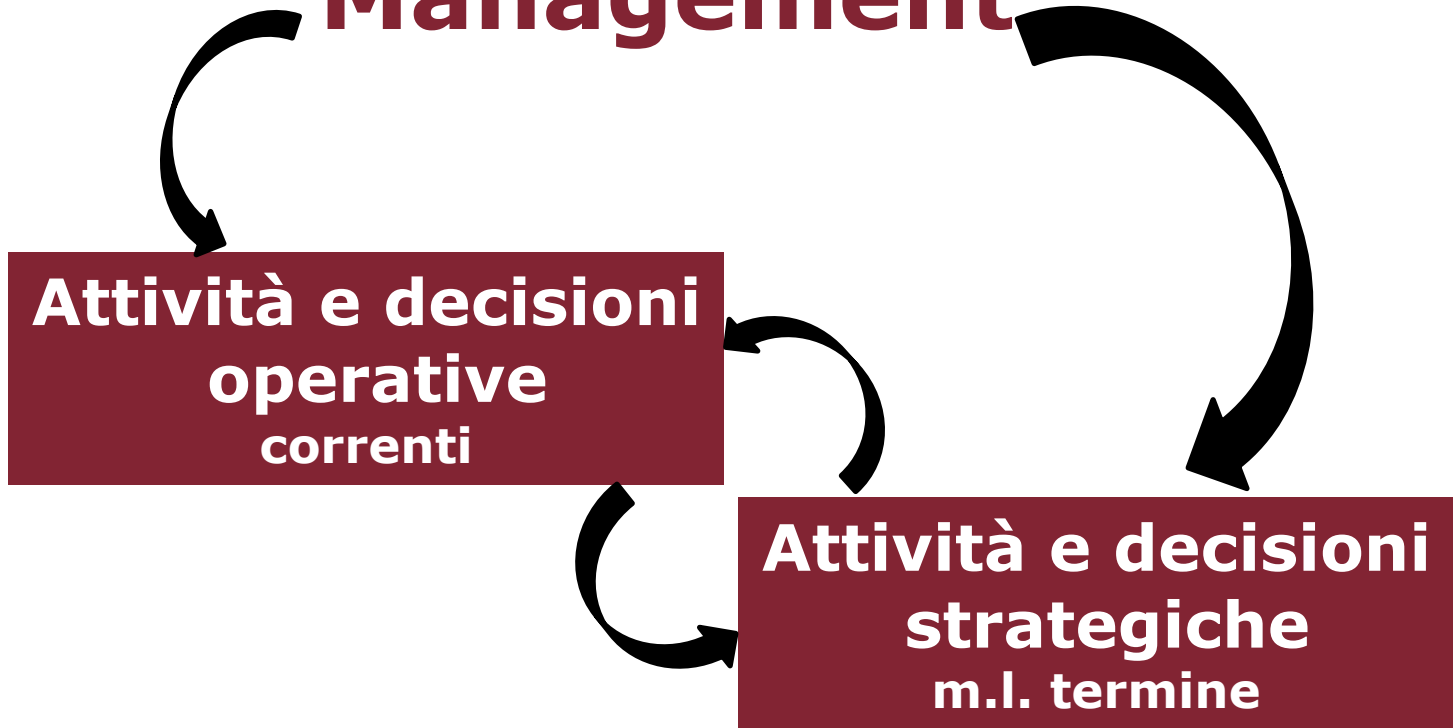 Management
Attività e decisioni
operative
correnti
Attività e decisioni
strategiche
m.l. termine